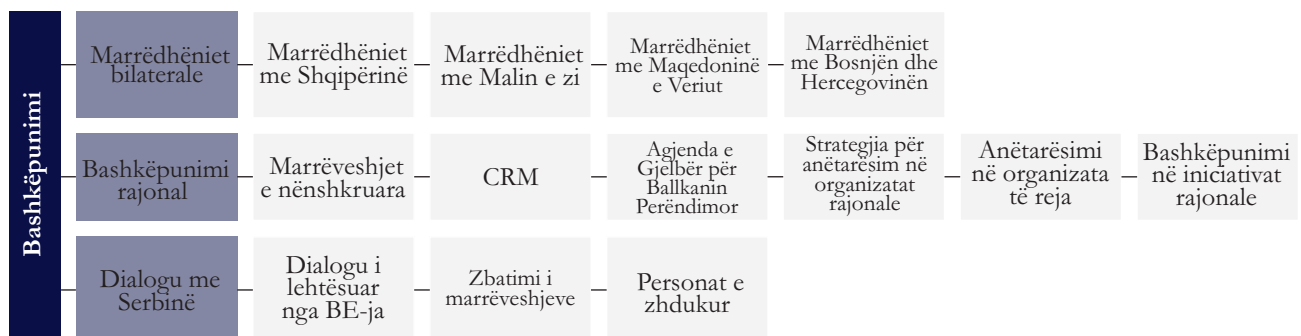 Bashkëpunimi
Marrëdhëniet
bilaterale
Marrëdhëniet
me Shqipërinë
Marrëdhëniet
me Malin e zi
Marrëdhëniet
me Maqedoninë
e Veriut
Marrëdhëniet
me Bosnjën dhe
Hercegovinën
Bashkëpunimi
rajonal
Marrëveshjet
e nënshkruara
CRM
Agjenda e
Gjelbër për
Ballkanin
Perëndimor
Strategjia për
anëtarësim në
organizatat
rajonale
Anëtarësimi
në organizata
të reja
Bashkëpunimi
në iniciativat
rajonale
Dialogu me
Serbinë
Dialogu i
lehtësuar
nga BE-ja
Zbatimi i
marrëveshjeve
Personat e
zhdukur